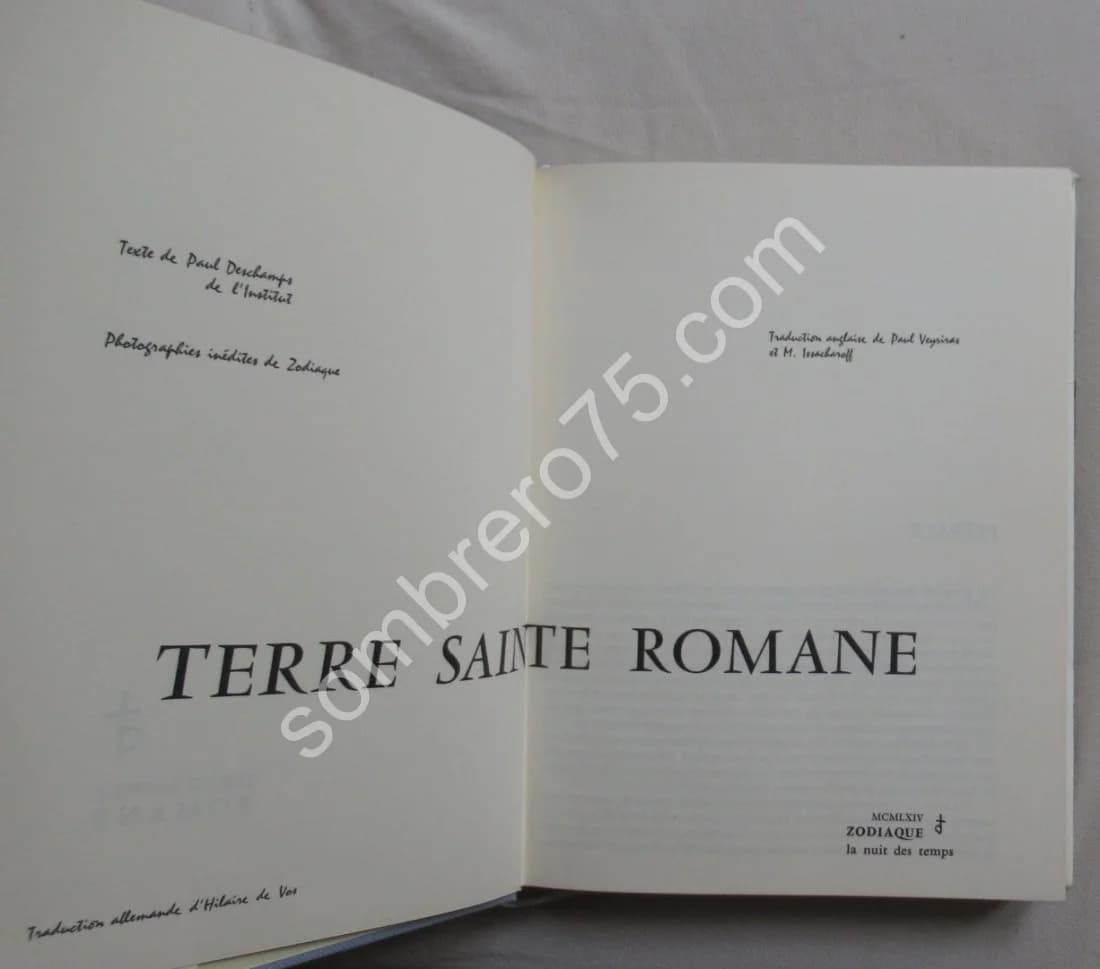 Texte de Paul Deschamps
de l'Institut
Photographies inédites de Zodiaque
Traduction anglaise de Paul Veyriras
et M. Issacharoff
TERRE SAINTE ROMANE
MCMLXIV
ZODIAQUE
la nuit des temps
Traduction allemande d'Hilaire de Vos
sombrero75.com